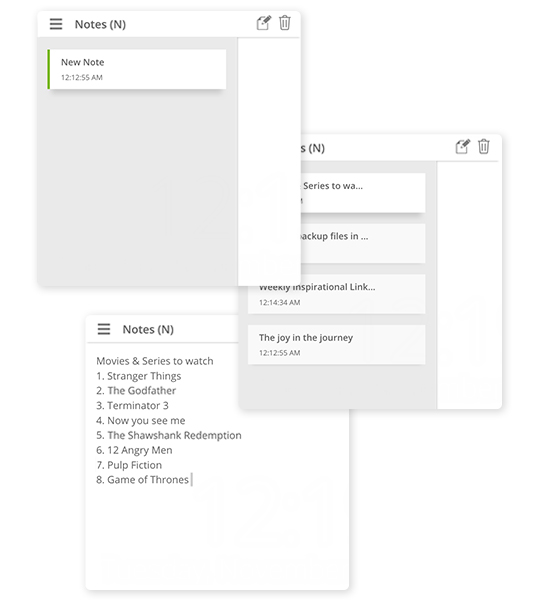 Notes (N)
New Note
12:12:55 AM
s (N)
Series to wa...
backup files in ...
Weekly Inspirational Link...
12:14:34 AM
The joy in the journey
12:12:55 AM
Notes (N)
Movies & Series to watch
1. Stranger Things
2. The Godfather
3. Terminator 3
4. Now you see me
5. The Shawshank Redemption
6. 12 Angry Men
7. Pulp Fiction
8. Game of Thrones